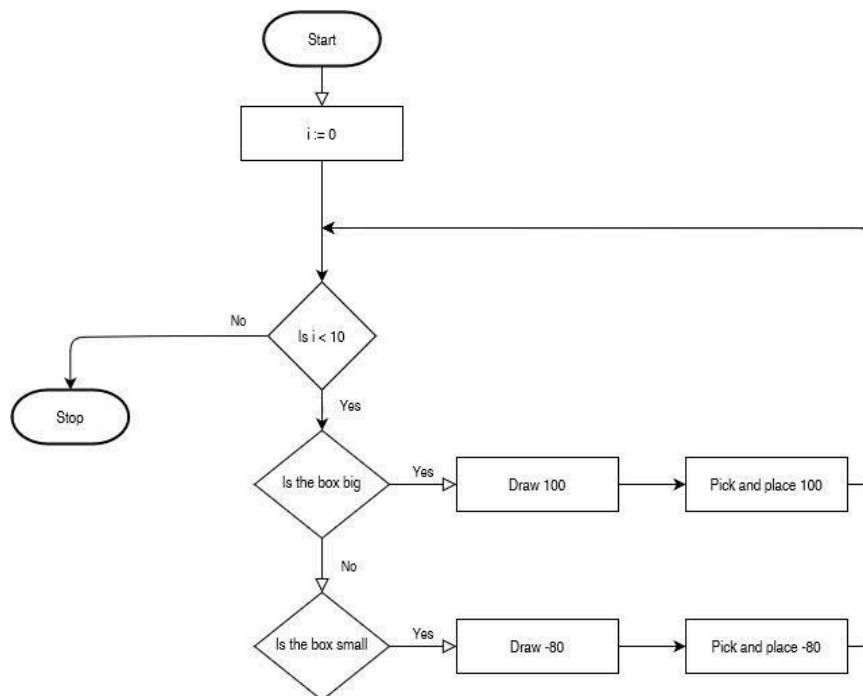 Start
i := 0
Is i < 10
No
Stop
Yes
Is the box big
Yes
Draw 100
Pick and place 100
No
Is the box small
Yes
Draw -80
Pick and place -80